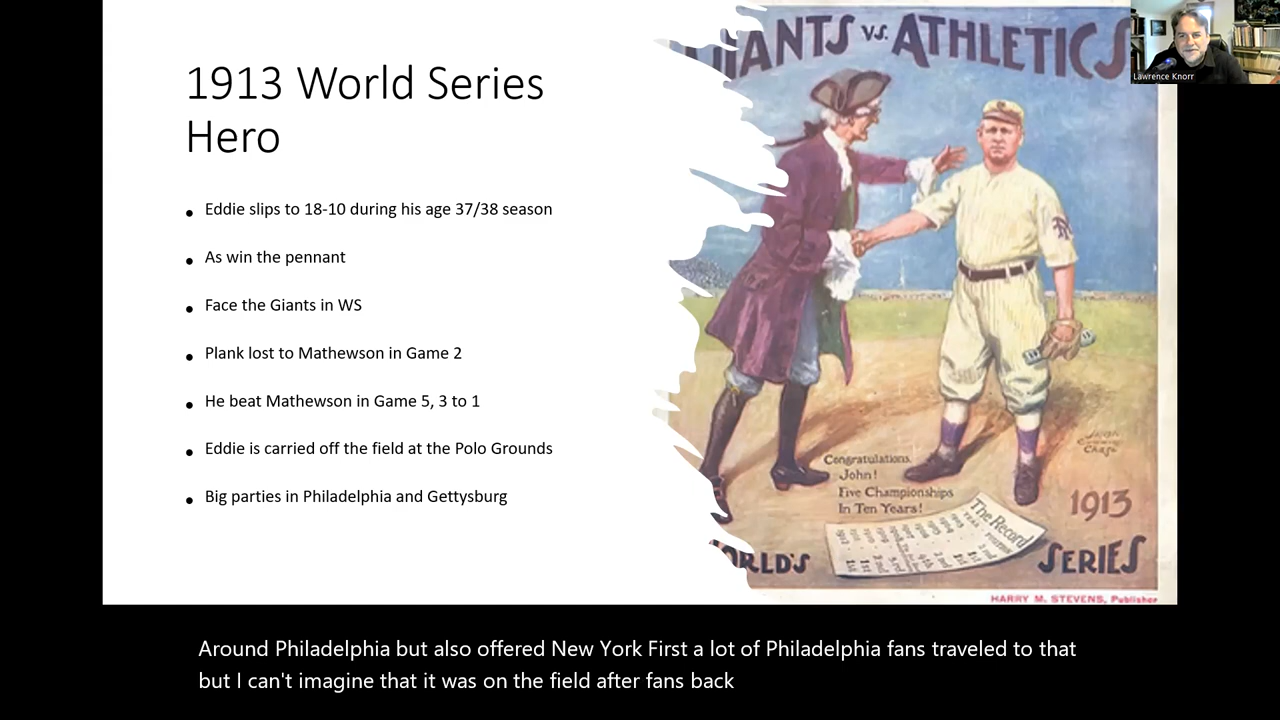 1913 World Series
Hero
• Eddie slips to 18-10 during his age 37/38 season
• As win the pennant
• Face the Giants in WS
• Plank lost to Mathewson in Game 2
• He beat Mathewson in Game 5, 3 to 1
• Eddie is carried off the field at the Polo Grounds
• Big parties in Philadelphia and Gettysburg
GIANTS VS. ATHLETICS
Lawrence Knorr
Congratulations.
John!
Five Championships
In Ten Years!
The Record
1913
WORLD'S SERIES
HARRY M. STEVENS, Publisher
Around Philadelphia but also offered New York First a lot of Philadelphia fans traveled to that
but I can't imagine that it was on the field after fans back